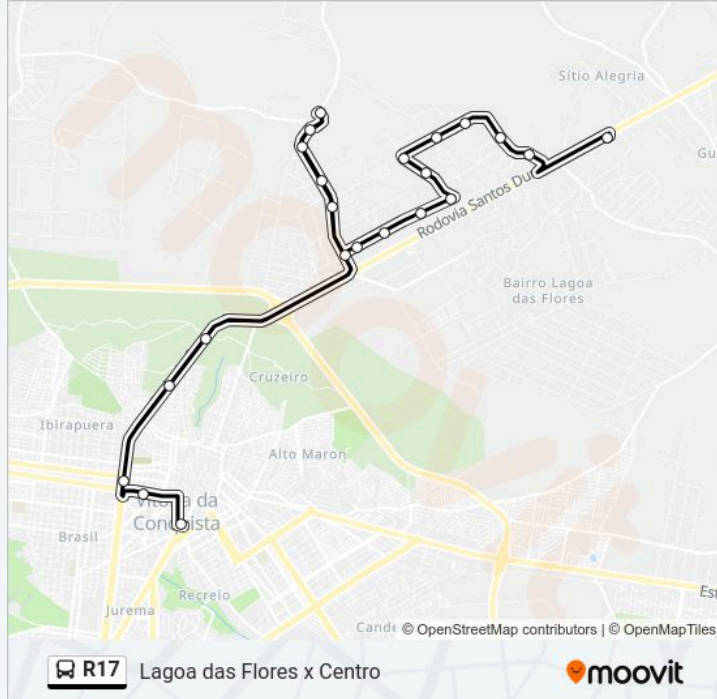 Sítio Alegria
Gu
Rodovia Santos Du
Bairro Lagoa
das Flores
Cruzeiro
Ibirapuera
Alto Maron
Vitória da
Conquista
Brasil
Recreio
Est
Jurema
Cande
© OpenStreetMap contributors | © OpenMapTiles
R17 Lagoa das Flores x Centro
moovit
moovit